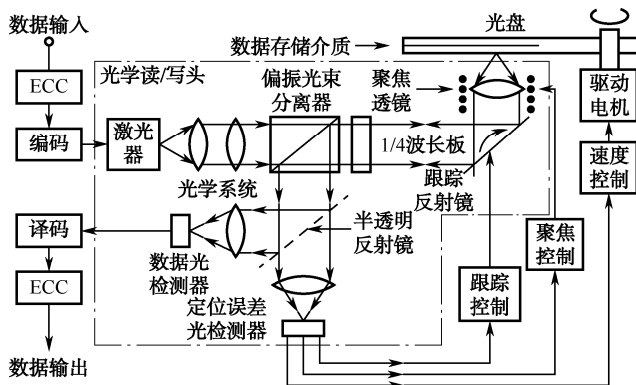 数据输入
光盘
数据存储介质
ECC
光学读/写头
偏振光束
分离器
聚焦
透镜
驱动
电机
编码
激光
器
1/4波长板
速度
控制
光学系统
跟踪
反射镜
译码
半透明
反射镜
聚焦
控制
数据光
检测器
ECC
跟踪
控制
定位误差
光检测器
数据输出